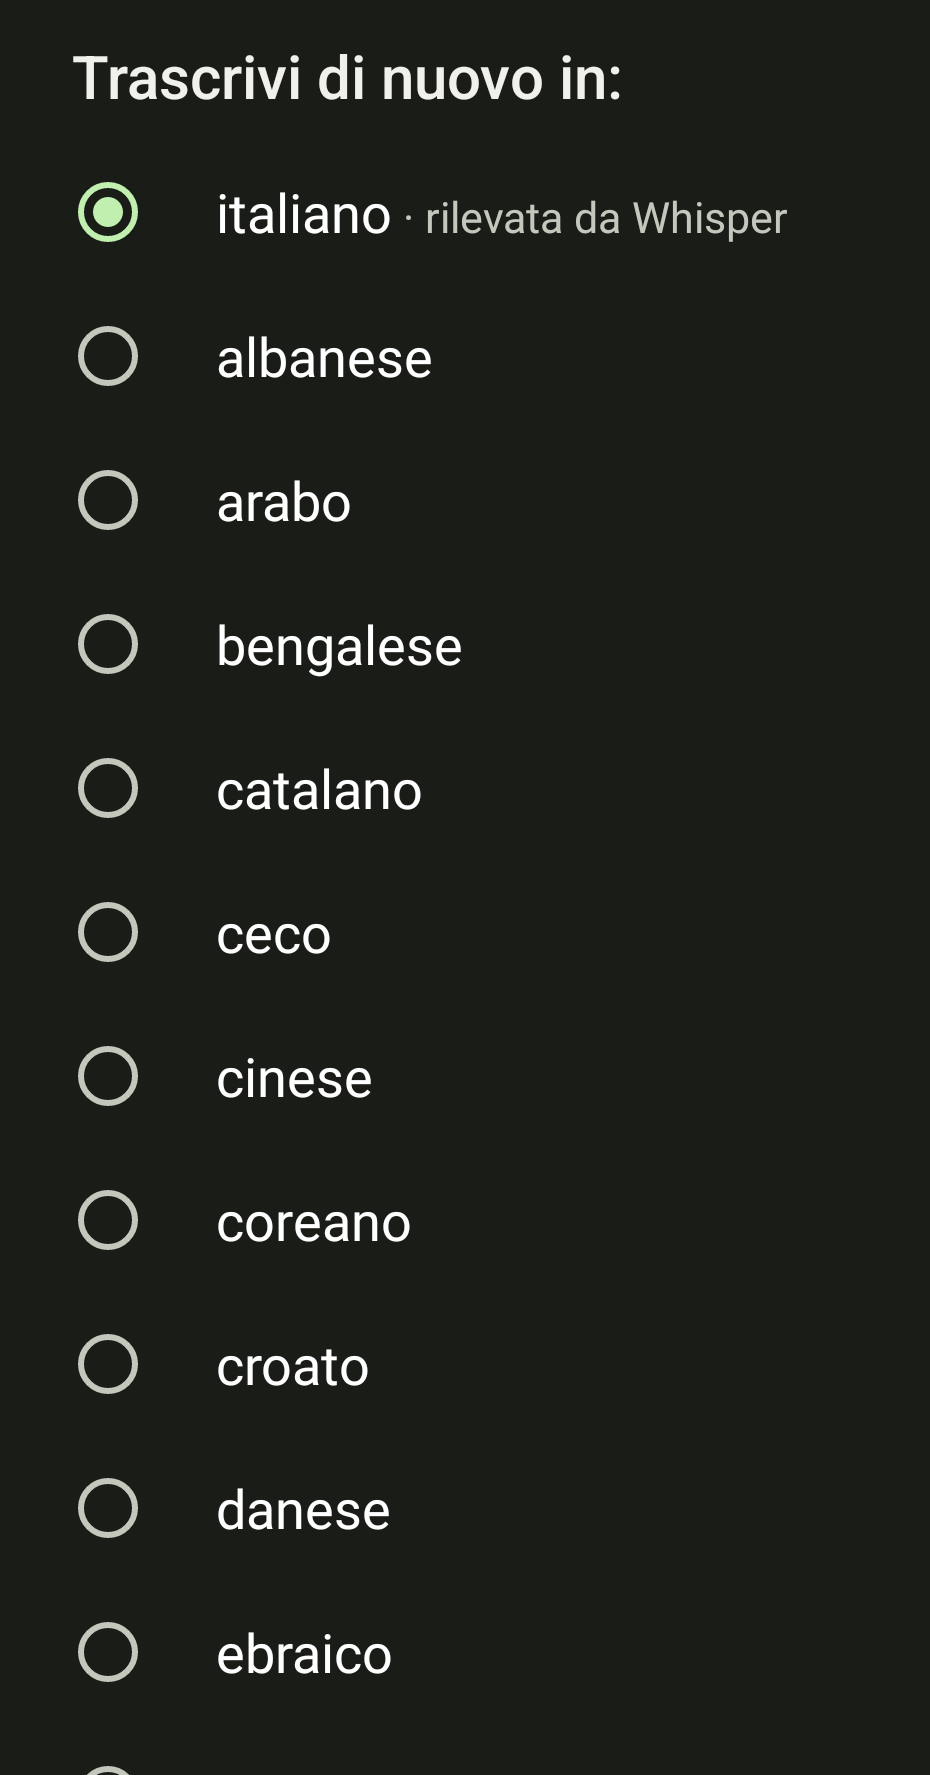 Trascrivi di nuovo in:
italiano · rilevata da Whisper
albanese
arabo
bengalese
catalano
ceco
cinese
coreano
croato
danese
ebraico